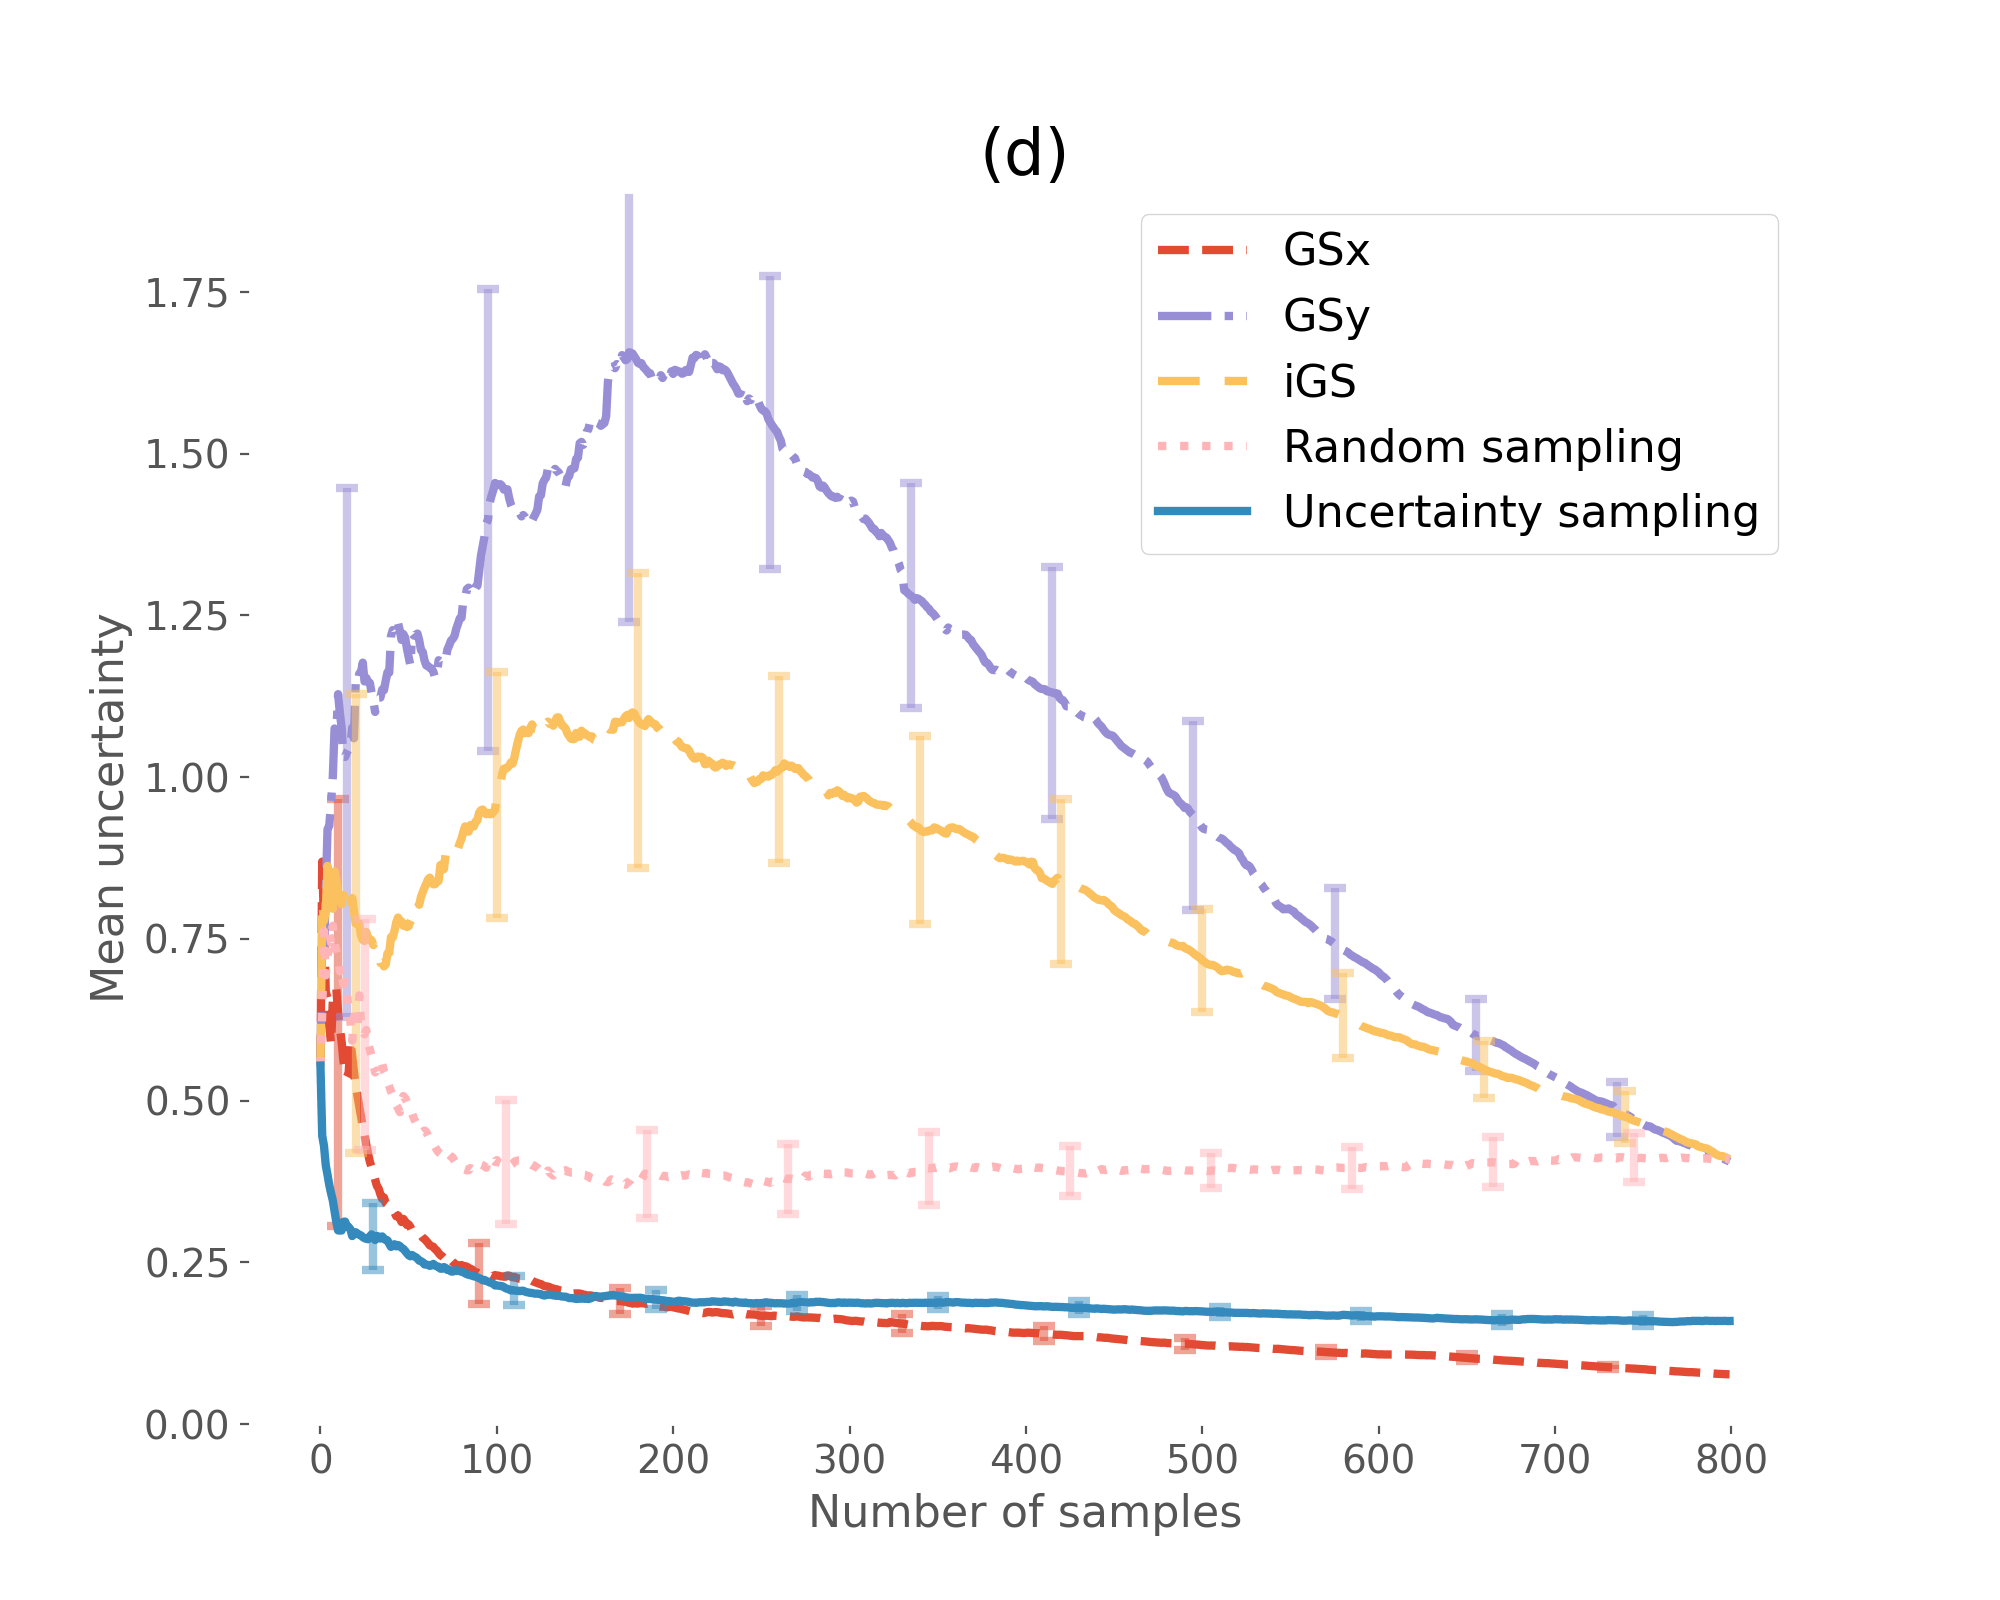 (d)
GSx
GSy
iGS
Random sampling
Uncertainty sampling
Mean uncertainty
1.75
1.50
1.25
1.00
0.75
0.50
0.25
0.00
0 100 200 300 400 500 600 700 800
Number of samples